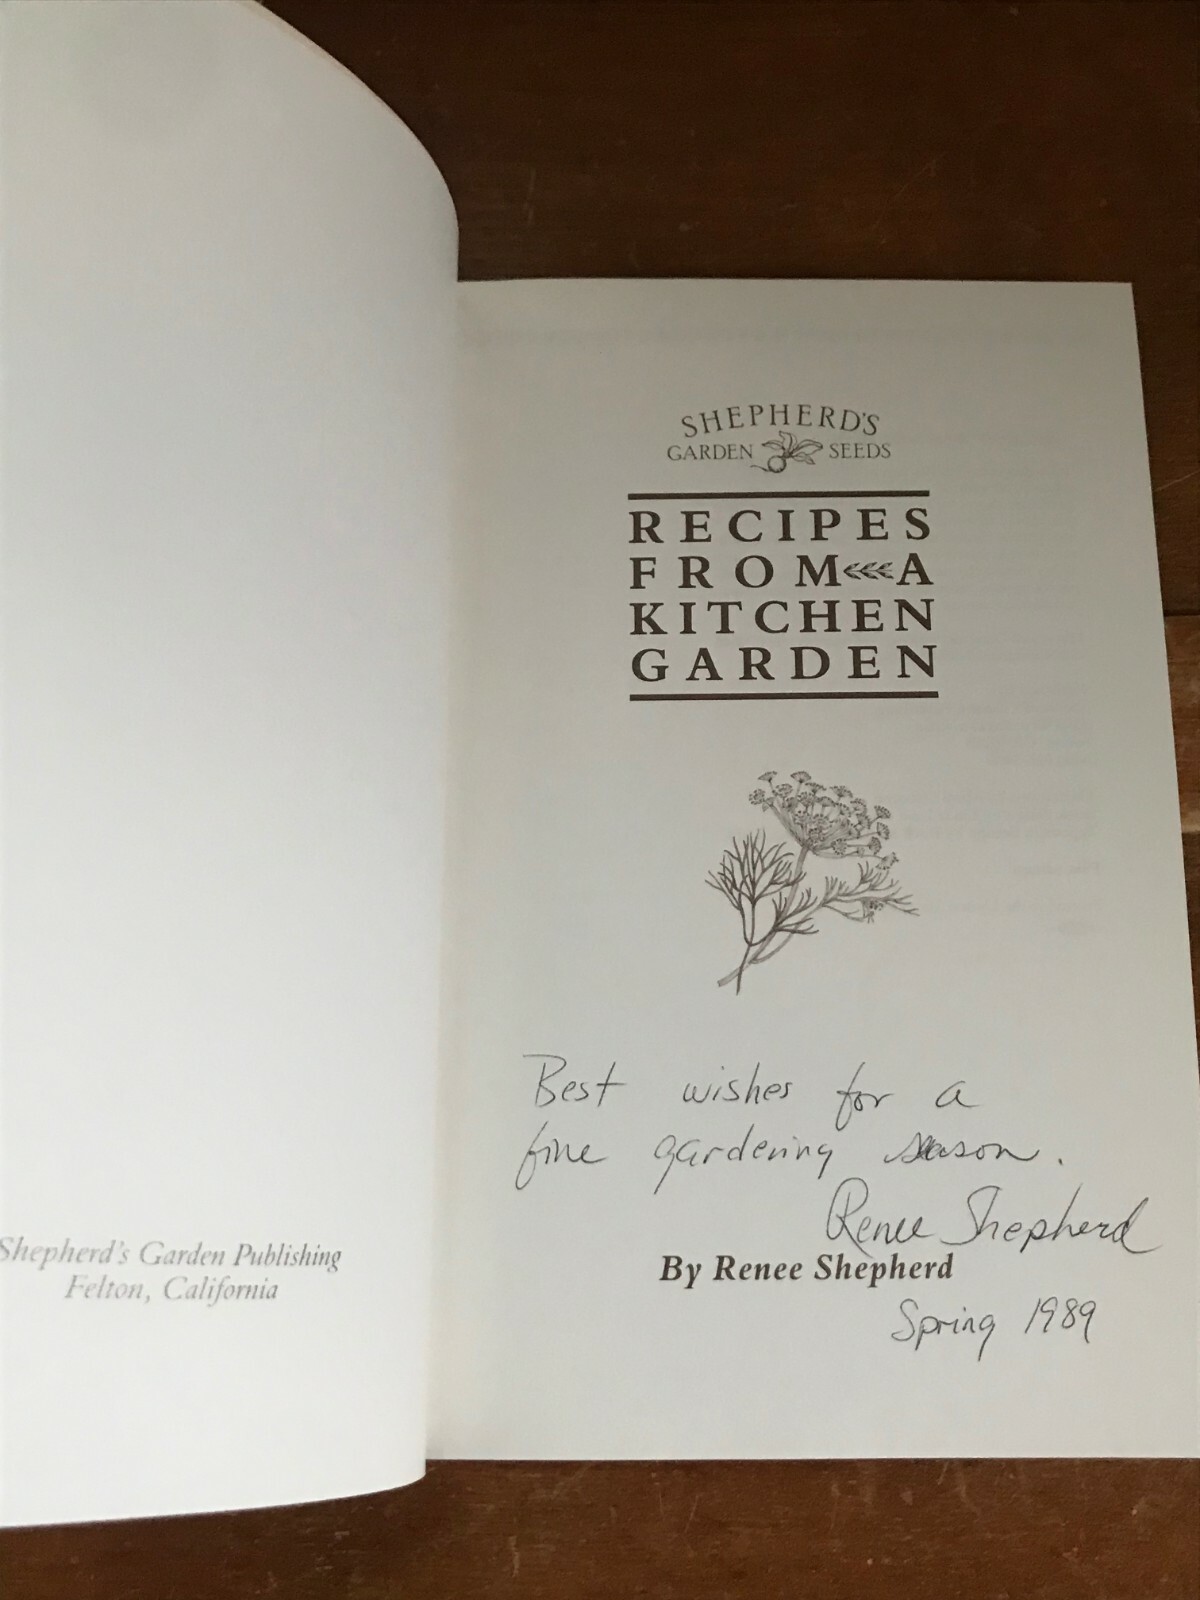 Shepherd's Garden Publishing
Felton, California
SHEPHERD'S
GARDEN SEEDS
RECIPES
FROM A
KITCHEN
GARDEN
Best wishes for a
fine gardening season.
Renee Shepherd
By Renee Shepherd
Spring 1989